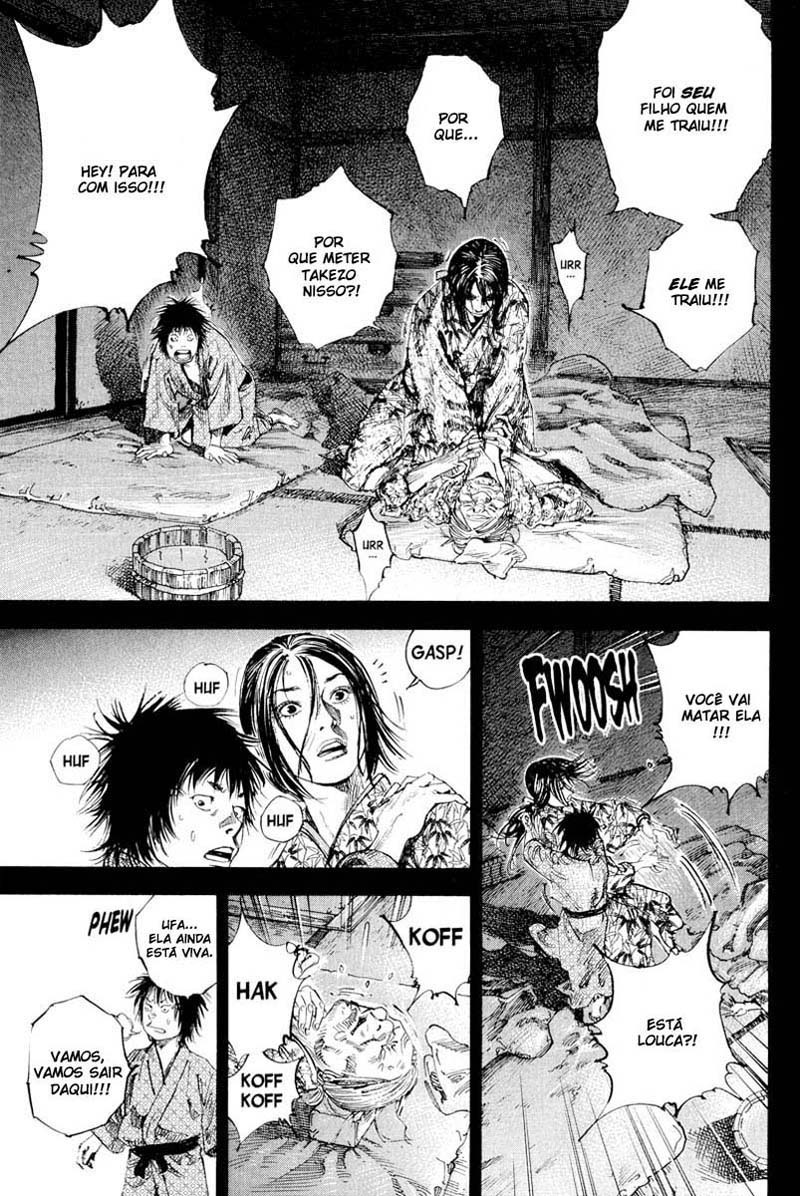 FOI SEU
FILHO QUEM
ME TRAIU!!!
ELE ME
TRAIU!!!
POR
QUE...
URR
...
POR
QUE METER
TAKEZO
NISSO?!
HEY! PARA
COM ISSO!!!
URR
...
VOCÊ VAI
MATAR ELA
!!!
FWOOSH
ESTÁ
LOUCA?!
GASP!
HUF
HUF
HUF
KOFF
HAK
KOFF
KOFF
UFA...
ELA AINDA
ESTÁ VIVA.
PHEW
VAMOS,
VAMOS SAIR
DAQUI!!!